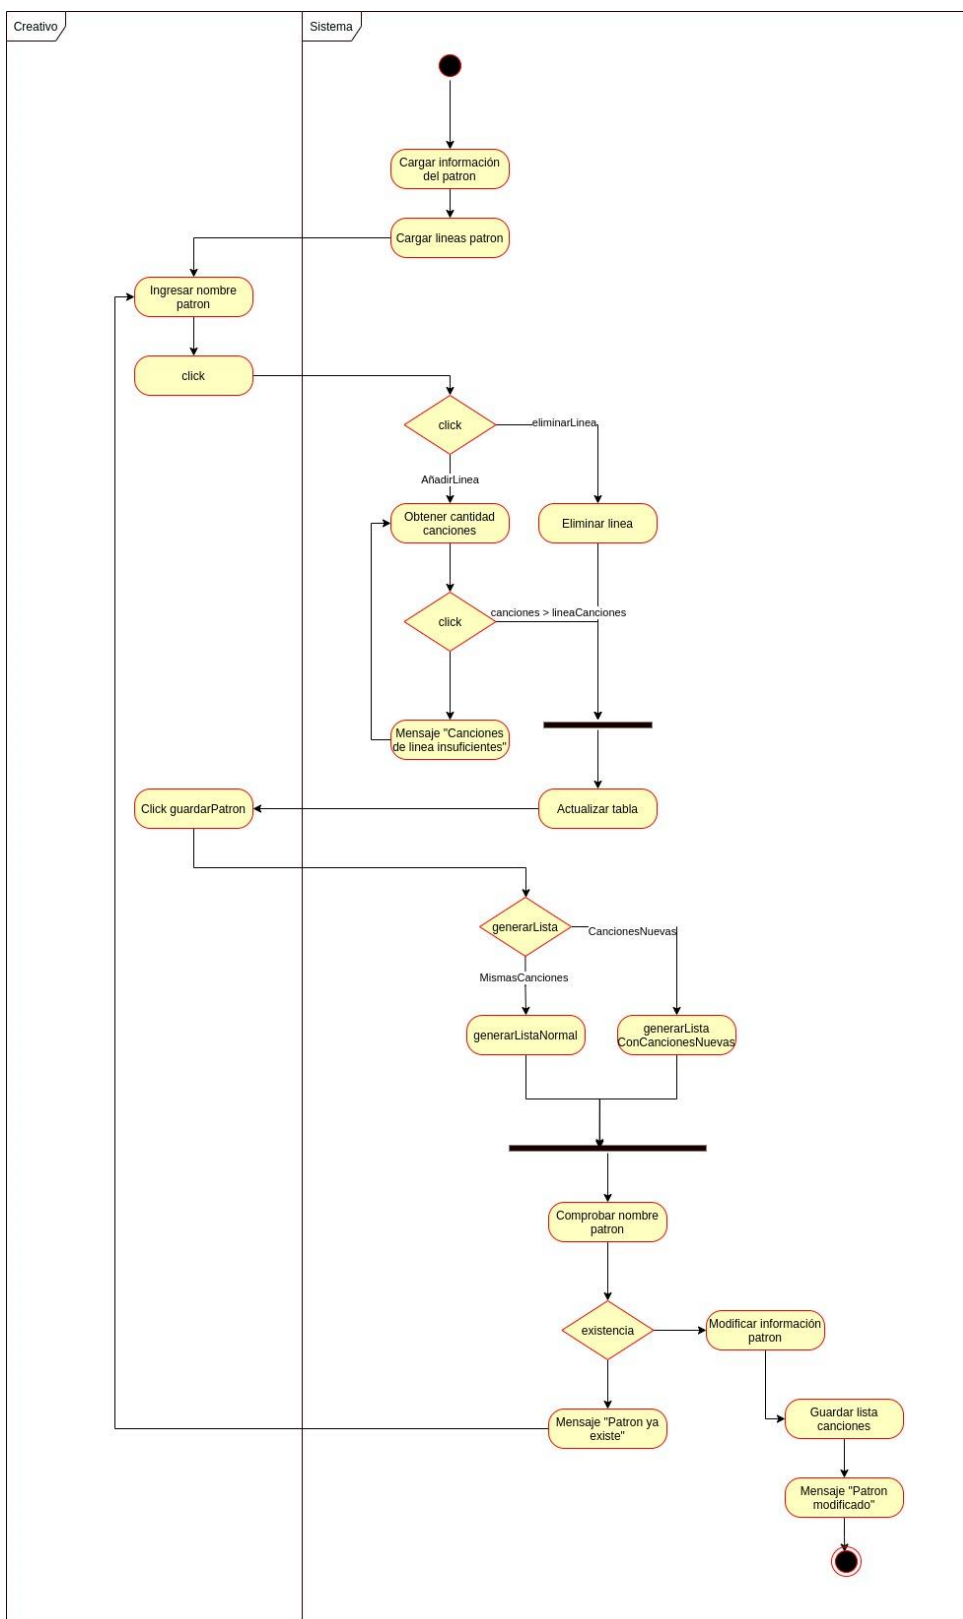 Creativo
Sistema
Cargar información
del patron
Cargar lineas patron
Ingresar nombre
patron
click
click
eliminarLinea
AñadirLinea
Obtener cantidad
canciones
Eliminar linea
canciones > lineaCanciones
click
Mensaje "Canciones
de linea insuficientes"
Click guardarPatron
Actualizar tabla
generarLista
CancionesNuevas
MismasCanciones
generarListaNormal
generarLista
ConCancionesNuevas
Comprobar nombre
patron
existencia
Modificar información
patron
Mensaje "Patron ya
existe"
Guardar lista
canciones
Mensaje "Patron
modificado"